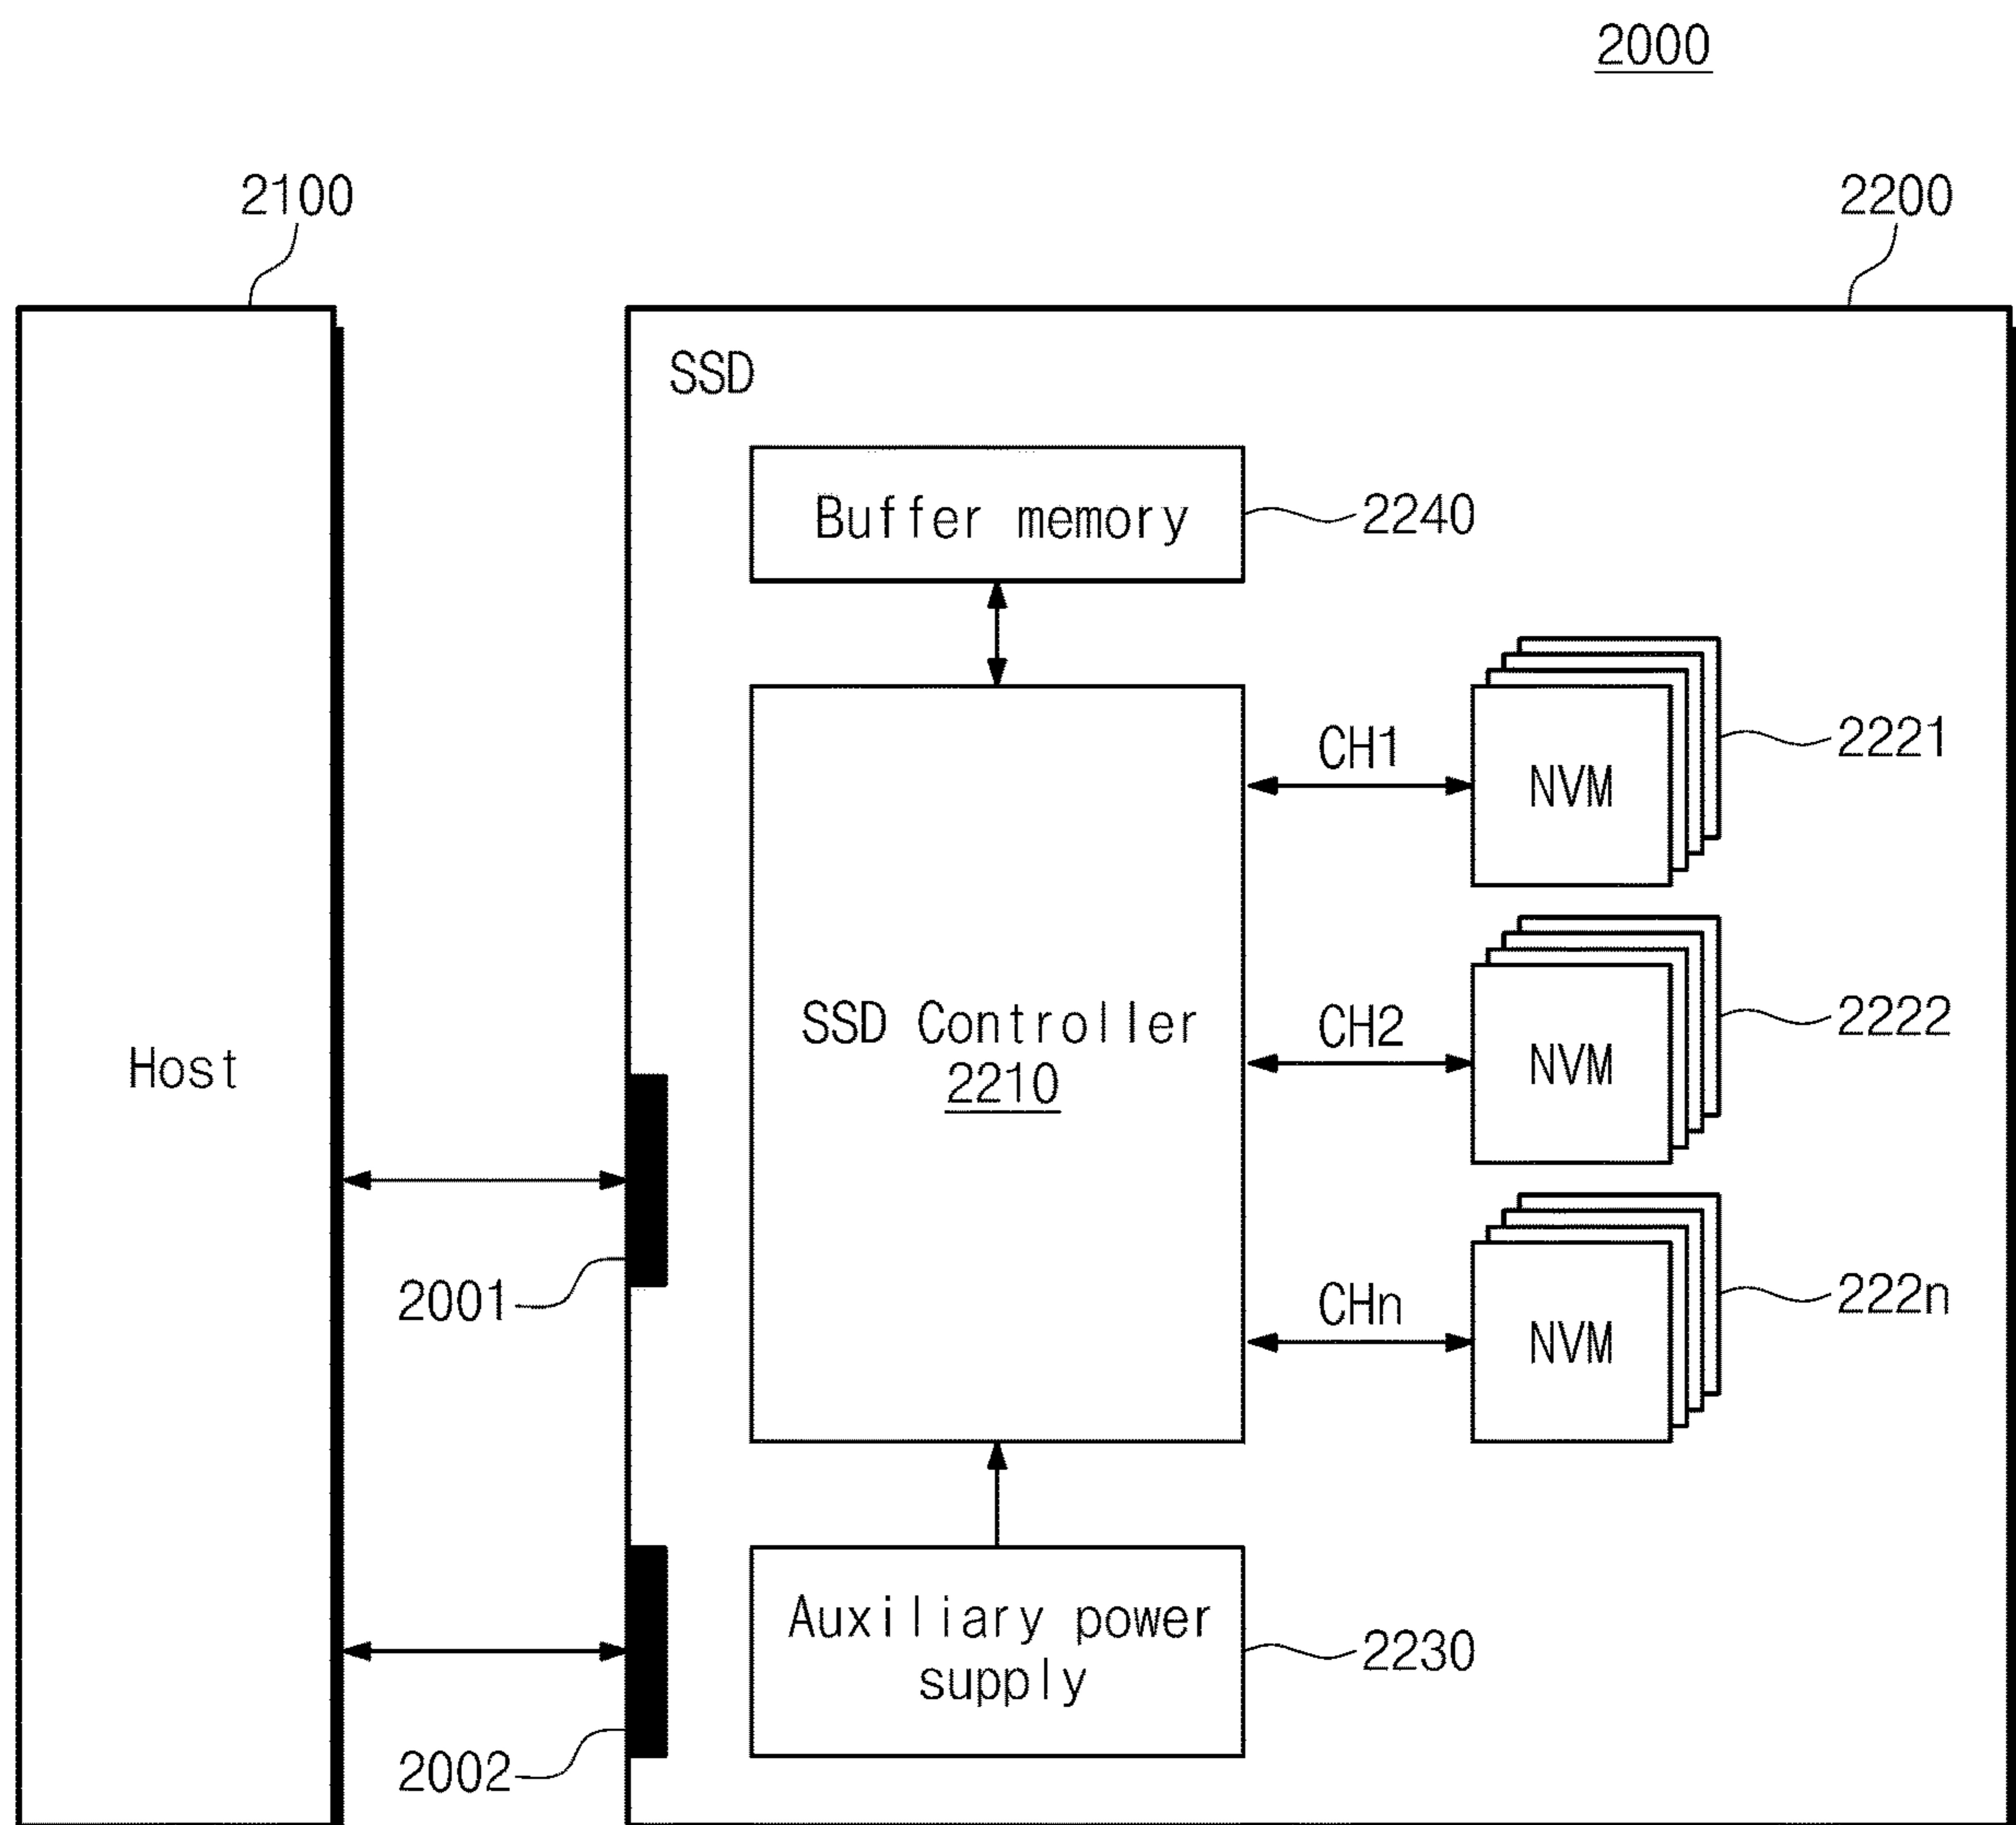 2000
2100
2200
SSD
Buffer memory
2240
CH1
NVM
2221
Host
SSD Controller
2210
CH2
NVM
2222
2001
CHn
NVM
222n
Auxiliary power
supply
2230
2002